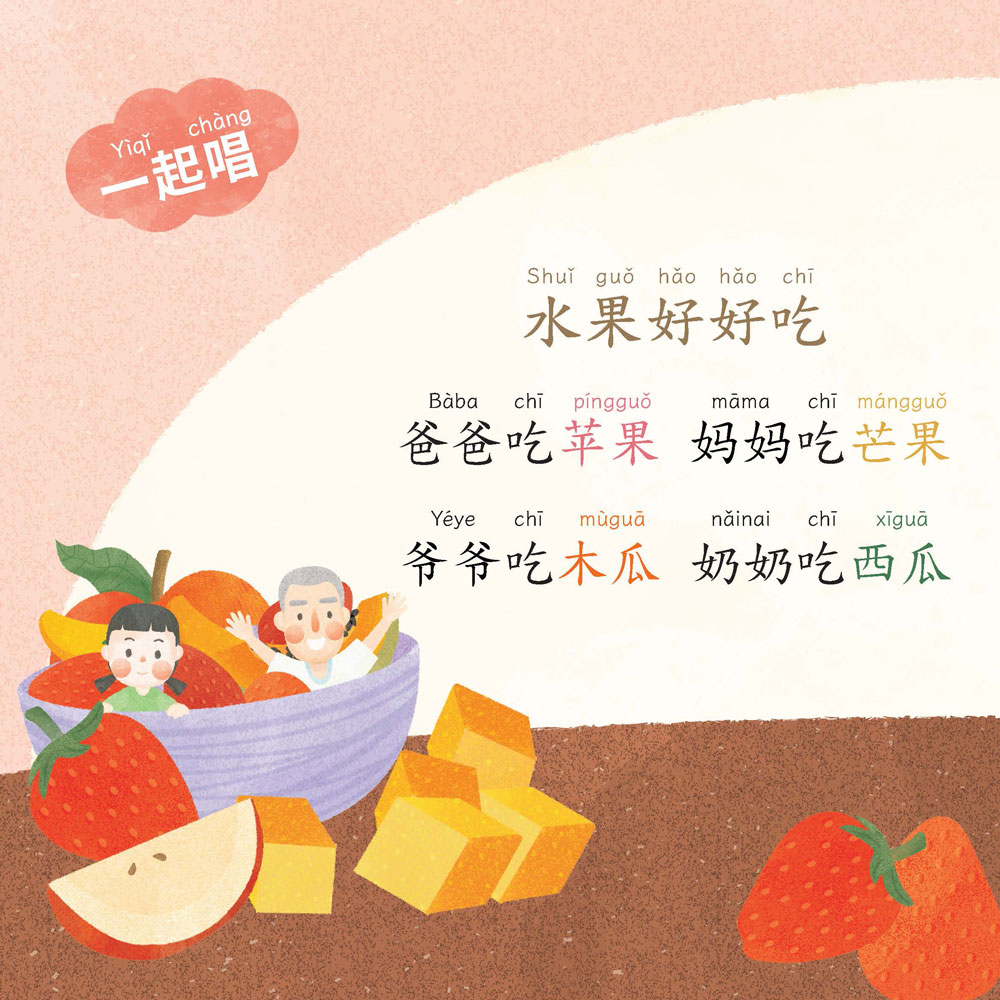 Yìqǐ chàng
一起唱
Shuǐ guǒ hǎo hǎo chī
水果好好吃
Bàba chī píngguǒ māma chī mángguǒ
爸爸吃苹果 妈妈吃芒果
Yéye chī mùguā nǎinai chī xīguā
爷爷吃木瓜 奶奶吃西瓜